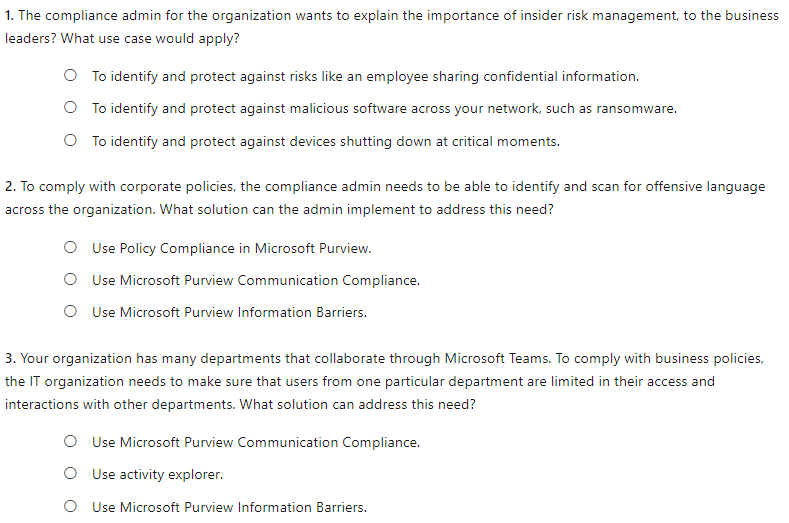 1. The compliance admin for the organization wants to explain the importance of insider risk management, to the business
leaders? What use case would apply?
To identify and protect against risks like an employee sharing confidential information.
To identify and protect against malicious software across your network, such as ransomware.
To identify and protect against devices shutting down at critical moments.
2. To comply with corporate policies, the compliance admin needs to be able to identify and scan for offensive language
across the organization. What solution can the admin implement to address this need?
Use Policy Compliance in Microsoft Purview.
Use Microsoft Purview Communication Compliance.
Use Microsoft Purview Information Barriers.
3. Your organization has many departments that collaborate through Microsoft Teams. To comply with business policies,
the IT organization needs to make sure that users from one particular department are limited in their access and
interactions with other departments. What solution can address this need?
Use Microsoft Purview Communication Compliance.
Use activity explorer.
Use Microsoft Purview Information Barriers.